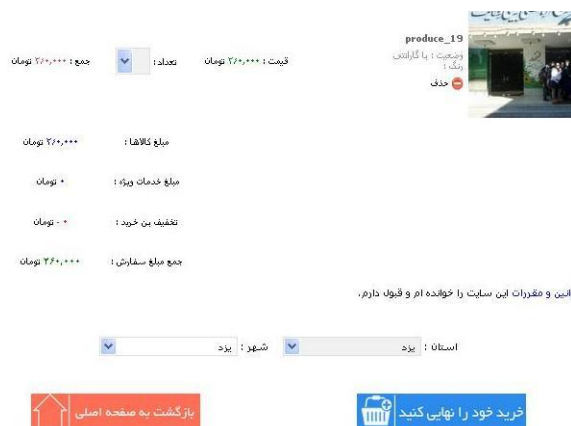 produce_19
وضعیت : با گارانتی
رنگ :
حذف
قیمت : ۲۶۰,۰۰۰ تومان
تعداد :
جمع : ۲۶۰,۰۰۰ تومان
مبلغ کالاها : ۲۶۰,۰۰۰ تومان
مبلغ خدمات ویژه : ۰ تومان
تخفیف بن خرید : ۰ - تومان
جمع مبلغ سفارش : ۲۶۰,۰۰۰ تومان
انین و مقررات این سایت را خوانده ام و قبول دارم.
استان : یزد
شهر : یزد
خرید خود را نهایی کنید
بازگشت به صفحه اصلی